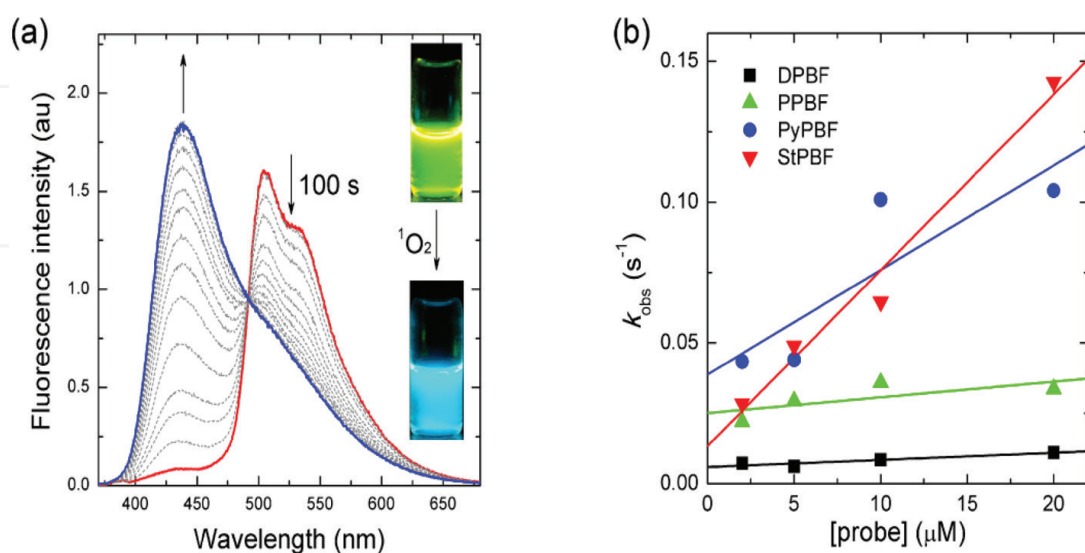 (a)
Fluorescence intensity (au)
2.0
1.5
1.0
0.5
0.0
100 s
¹O₂
400 450 500 550 600 650
Wavelength (nm)
(b)
k_obs (s⁻¹)
0.15
0.10
0.05
0.00
DPBF
PPBF
PyPBF
StPBF
0 5 10 15 20
[probe] (μM)